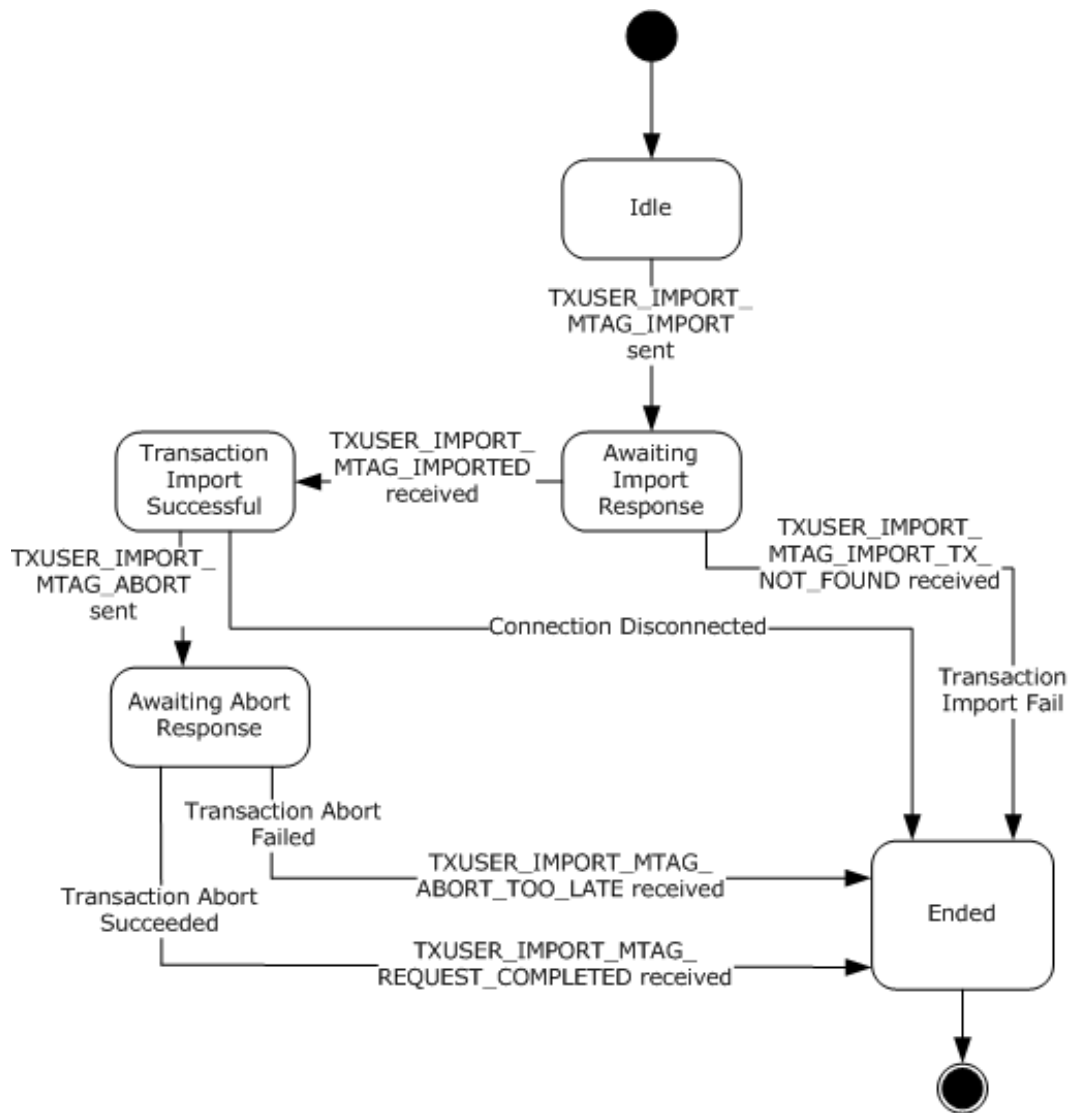 Idle
TXUSER_IMPORT_
MTAG_IMPORT
sent
Transaction
Import
Successful
TXUSER_IMPORT_
MTAG_IMPORTED
received
Awaiting
Import
Response
TXUSER_IMPORT_
MTAG_IMPORT_TX_
NOT_FOUND received
TXUSER_IMPORT_
MTAG_ABORT
sent
Connection Disconnected
Transaction
Import Fail
Awaiting Abort
Response
Transaction Abort
Failed
TXUSER_IMPORT_MTAG_
ABORT_TOO_LATE received
Transaction Abort
Succeeded
TXUSER_IMPORT_MTAG_
REQUEST_COMPLETED received
Ended